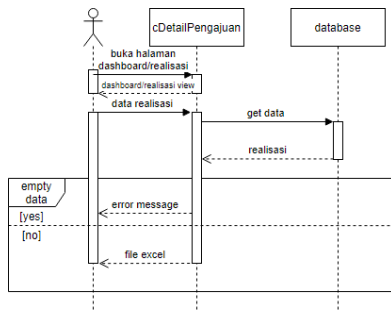 cDetailPengajuan
database
buka halaman
dashboard/realisasi
dashboard/realisasi view
data realisasi
get data
realisasi
empty
data
[yes]
error message
[no]
file excel